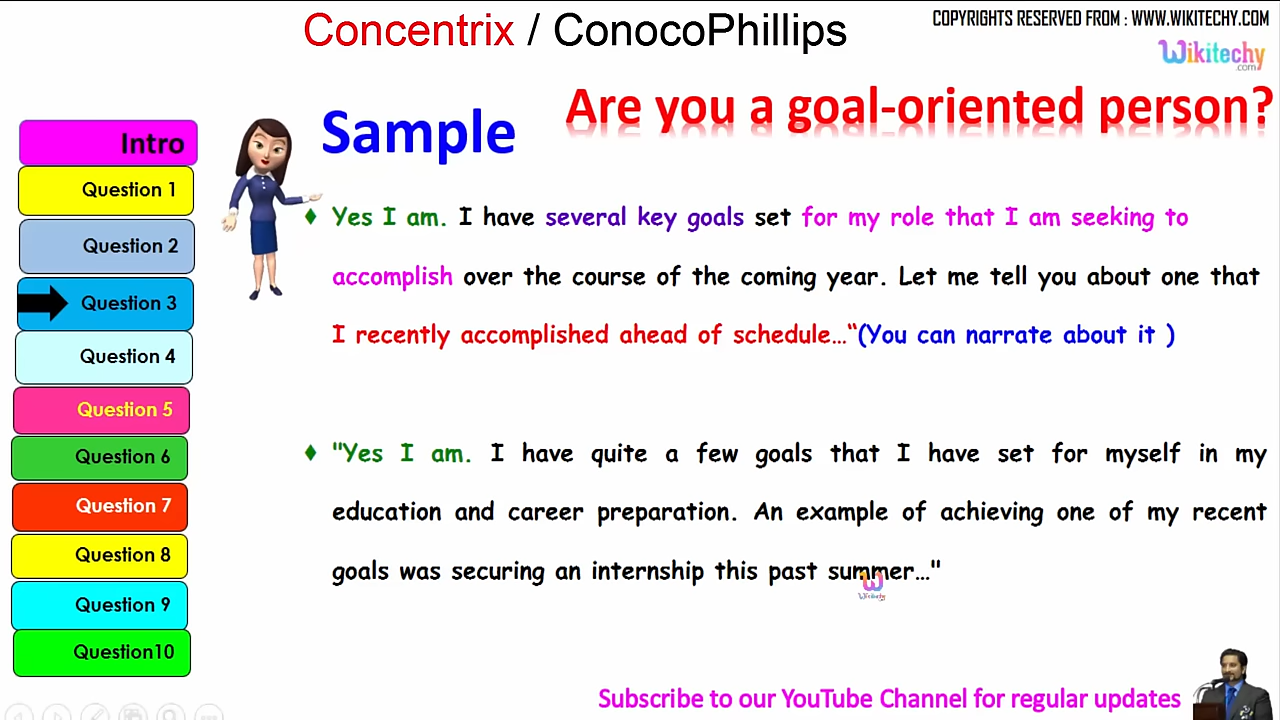 Concentrix / ConocoPhillips
COPYRIGHTS RESERVED FROM : WWW.WIKITECHY.COM
Wikitechy
.com
Are you a goal-oriented person?
Sample
Intro
Question 1
Question 2
Question 3
Question 4
Question 5
Question 6
Question 7
Question 8
Question 9
Question10
♦ Yes I am. I have several key goals set for my role that I am seeking to
accomplish over the course of the coming year. Let me tell you about one that
I recently accomplished ahead of schedule…“(You can narrate about it )
♦ "Yes I am. I have quite a few goals that I have set for myself in my
education and career preparation. An example of achieving one of my recent
goals was securing an internship this past summer…"
Wikitechy
Subscribe to our YouTube Channel for regular updates